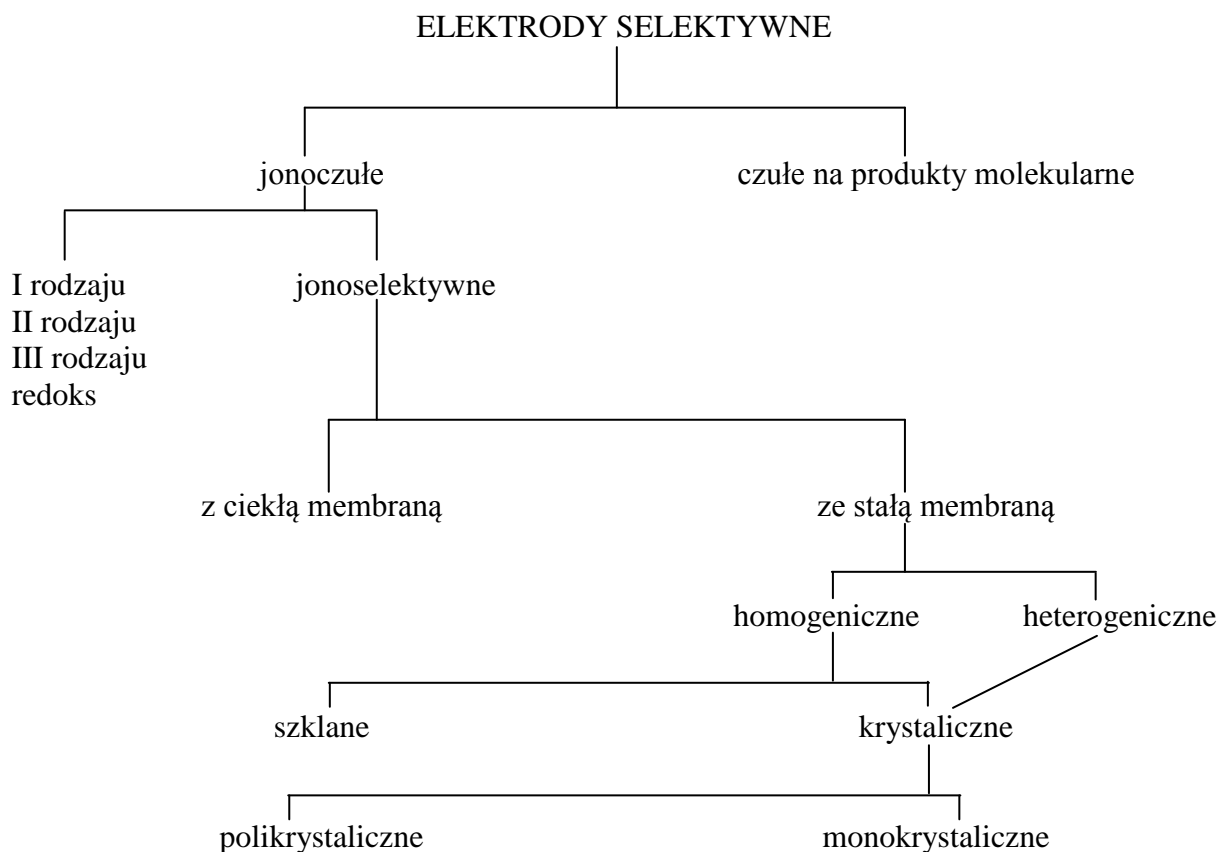 ELEKTRODY SELEKTYWNE
jonoczułe
czułe na produkty molekularne
I rodzaju
II rodzaju
III rodzaju
redoks
jonoselektywne
z ciekłą membraną
ze stałą membraną
homogeniczne
heterogeniczne
szklane
krystaliczne
polikrystaliczne
monokrystaliczne